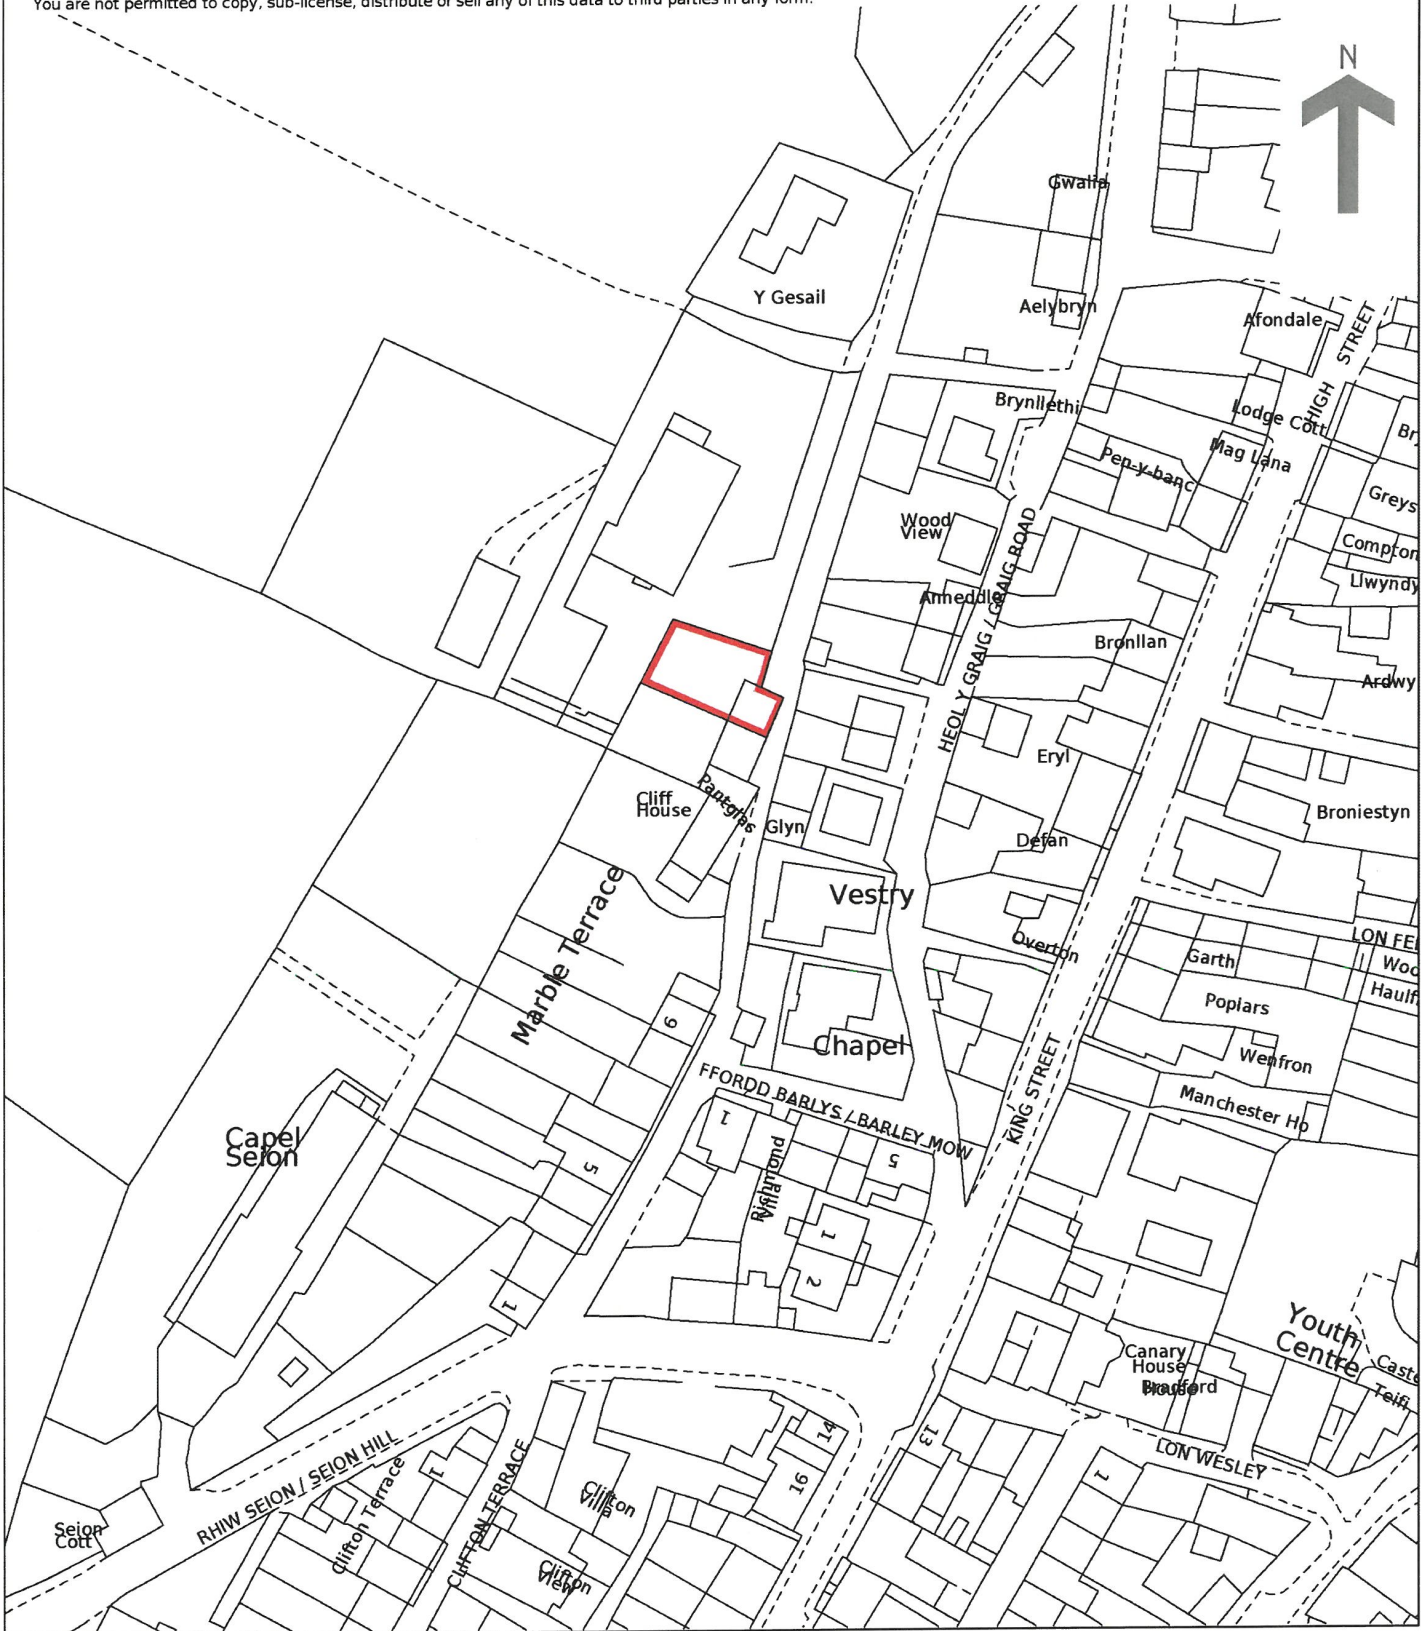 You are not permitted to copy, sub-license, distribute or sell any of this data to third parties in any form.
N
Gwalia
Y Gesail
Aelybryn
Afondale
HIGH STREET
Brynllethi
Lodge Cott
Mag Lana
Pen-y-banc
Greys
Wood
View
Compton
Llwyndy
Anneddle
HEOL Y GRAIG / GRAIG ROAD
Bronllan
Ardwy
Eryl
Cliff
House
Pantglas
Glyn
Broniestyn
Defan
Marble Terrace
Vestry
Overton
LON FE
Garth
Woo
Haulf
Poplars
9
Chapel
Wenfron
FFORDD BARLYS / BARLEY MOW
KING STREET
Manchester Ho
Capel
Seion
1
5
5
Richmond
Villa
1
2
1
Youth
Centre
Canary
House
Bradford
House
Caste
Teifi
14
13
16
LON WESLEY
1
RHIW SEION / SEION HILL
1
Clifton Terrace
CLIFTON TERRACE
Clifton
Villa
Clifton
View
Seion
Cott